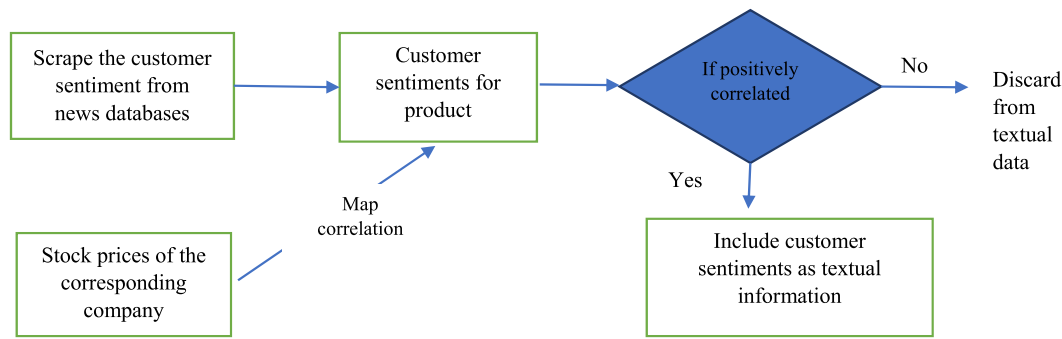 Scrape the customer
sentiment from
news databases
Customer
sentiments for
product
If positively
correlated
No
Discard
from
textual
data
Yes
Map
correlation
Stock prices of the
corresponding
company
Include customer
sentiments as textual
information